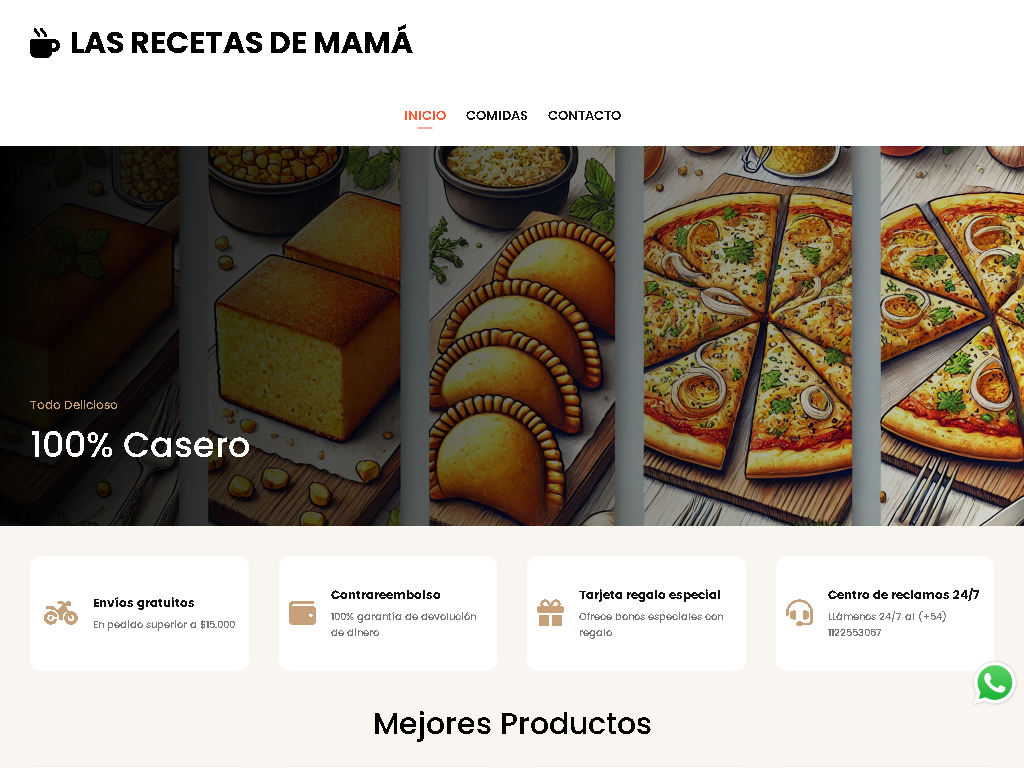 LAS RECETAS DE MAMÁ
INICIO COMIDAS CONTACTO
Todo Delicioso
100% Casero
Envíos gratuitos
En pedido superior a $15.000
Contrareembolso
100% garantía de devolución
de dinero
Tarjeta regalo especial
Ofrece bonos especiales con
regalo
Centro de reclamos 24/7
LLámenos 24/7 al (+54)
1122553067
Mejores Productos